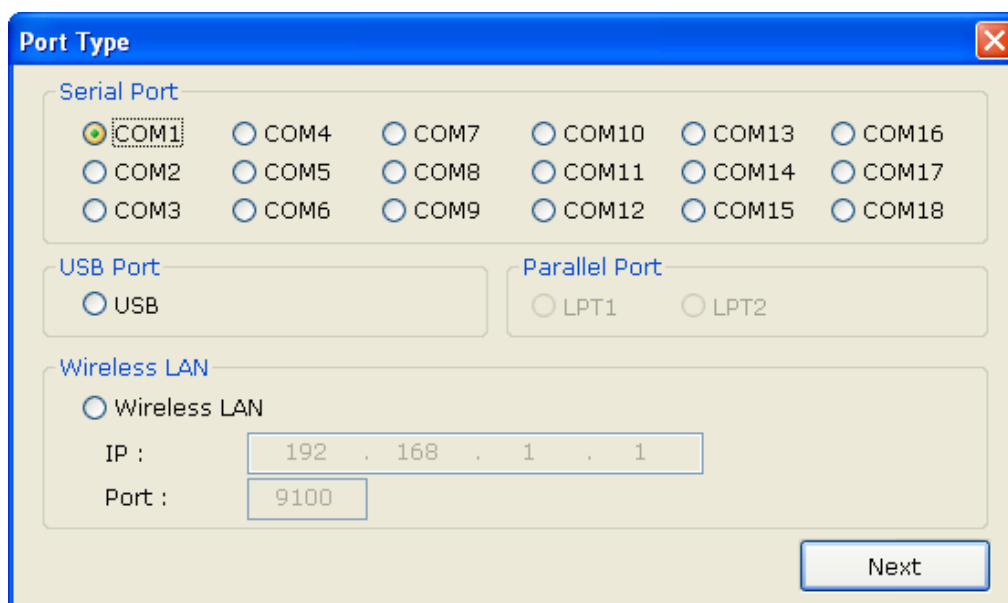 Port Type
Serial Port
COM1 COM4 COM7 COM10 COM13 COM16
COM2 COM5 COM8 COM11 COM14 COM17
COM3 COM6 COM9 COM12 COM15 COM18
USB Port Parallel Port
USB LPT1 LPT2
Wireless LAN
Wireless LAN
IP : 192 . 168 . 1 . 1
Port : 9100
Next